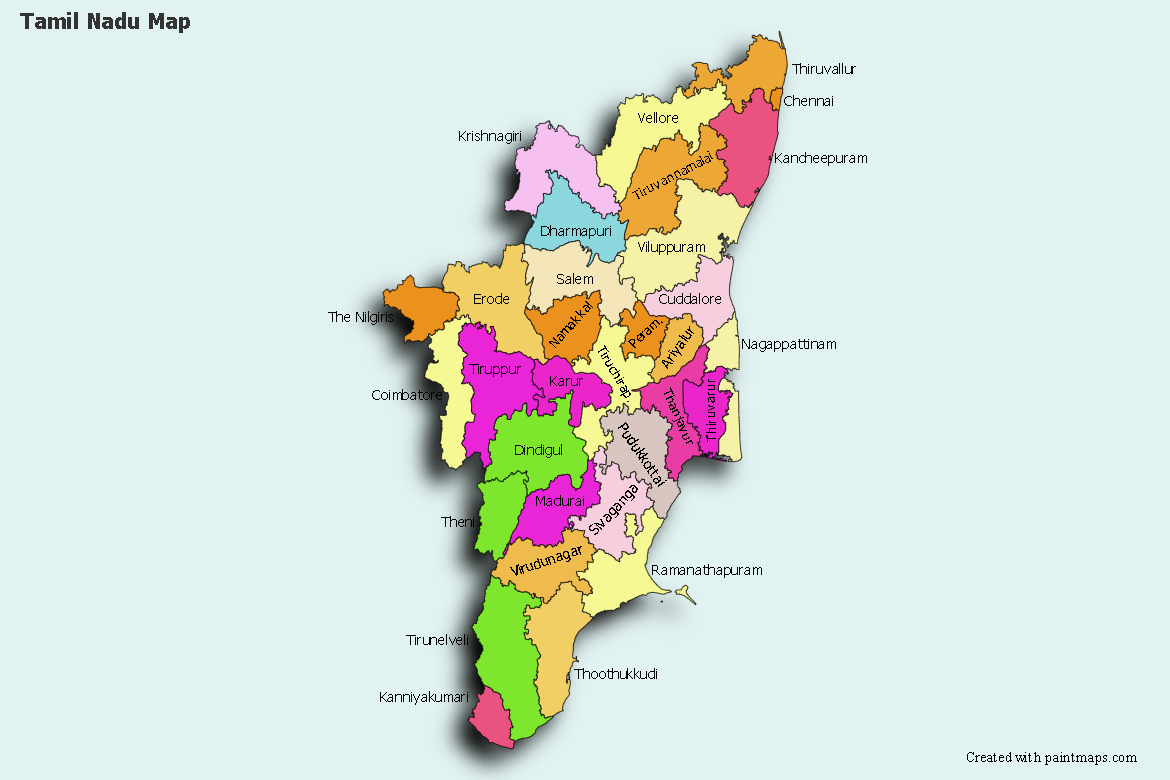 Tamil Nadu Map
Thiruvallur
Chennai
Vellore
Krishnagiri
Kancheepuram
Tiruvannamalai
Dharmapuri
Viluppuram
Salem
Erode
Cuddalore
The Nilgiris
Namakkal
Peram.
Ariyalur
Nagappattinam
Tiruppur
Karur
Tiruchirap.
Coimbatore
Thanjavur
Thiruvarur
Dindigul
Pudukkottai
Madurai
Sivaganga
Theni
Virudunagar
Ramanathapuram
Tirunelveli
Thoothukkudi
Kanniyakumari
Created with paintmaps.com